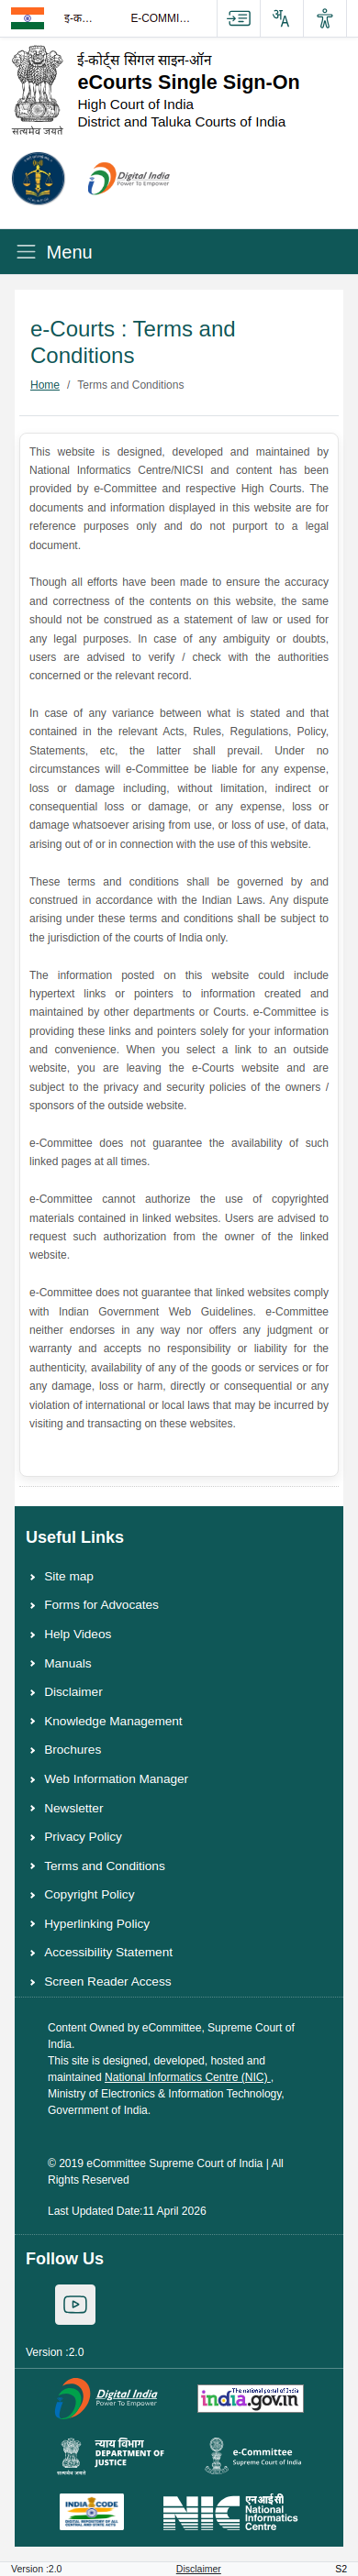 इ-क... E-COMMI...
ई-कोर्ट्स सिंगल साइन-ऑन
eCourts Single Sign-On
High Court of India
District and Taluka Courts of India
सत्यमेव जयते
Digital India
Power To Empower
Menu
e-Courts : Terms and
Conditions
Home / Terms and Conditions
This website is designed, developed and maintained by
National Informatics Centre/NICSI and content has been
provided by e-Committee and respective High Courts. The
documents and information displayed in this website are for
reference purposes only and do not purport to a legal
document.
Though all efforts have been made to ensure the accuracy
and correctness of the contents on this website, the same
should not be construed as a statement of law or used for
any legal purposes. In case of any ambiguity or doubts,
users are advised to verify / check with the authorities
concerned or the relevant record.
In case of any variance between what is stated and that
contained in the relevant Acts, Rules, Regulations, Policy,
Statements, etc, the latter shall prevail. Under no
circumstances will e-Committee be liable for any expense,
loss or damage including, without limitation, indirect or
consequential loss or damage, or any expense, loss or
damage whatsoever arising from use, or loss of use, of data,
arising out of or in connection with the use of this website.
These terms and conditions shall be governed by and
construed in accordance with the Indian Laws. Any dispute
arising under these terms and conditions shall be subject to
the jurisdiction of the courts of India only.
The information posted on this website could include
hypertext links or pointers to information created and
maintained by other departments or Courts. e-Committee is
providing these links and pointers solely for your information
and convenience. When you select a link to an outside
website, you are leaving the e-Courts website and are
subject to the privacy and security policies of the owners /
sponsors of the outside website.
e-Committee does not guarantee the availability of such
linked pages at all times.
e-Committee cannot authorize the use of copyrighted
materials contained in linked websites. Users are advised to
request such authorization from the owner of the linked
website.
e-Committee does not guarantee that linked websites comply
with Indian Government Web Guidelines. e-Committee
neither endorses in any way nor offers any judgment or
warranty and accepts no responsibility or liability for the
authenticity, availability of any of the goods or services or for
any damage, loss or harm, directly or consequential or any
violation of international or local laws that may be incurred by
visiting and transacting on these websites.
Useful Links
Site map
Forms for Advocates
Help Videos
Manuals
Disclaimer
Knowledge Management
Brochures
Web Information Manager
Newsletter
Privacy Policy
Terms and Conditions
Copyright Policy
Hyperlinking Policy
Accessibility Statement
Screen Reader Access
Content Owned by eCommittee, Supreme Court of
India.
This site is designed, developed, hosted and
maintained National Informatics Centre (NIC) ,
Ministry of Electronics & Information Technology,
Government of India.
© 2019 eCommittee Supreme Court of India | All
Rights Reserved
Last Updated Date:11 April 2026
Follow Us
Version :2.0
Digital India
Power To Empower
The national portal of India
india.gov.in
न्याय विभाग
DEPARTMENT OF
JUSTICE
सत्यमेव जयते
e-Committee
Supreme Court of India
INDIA CODE
DIGITAL REPOSITORY OF ALL
CENTRAL AND STATE ACTS
NIC एनआईसी
National
Informatics
Centre
Version :2.0 Disclaimer S2